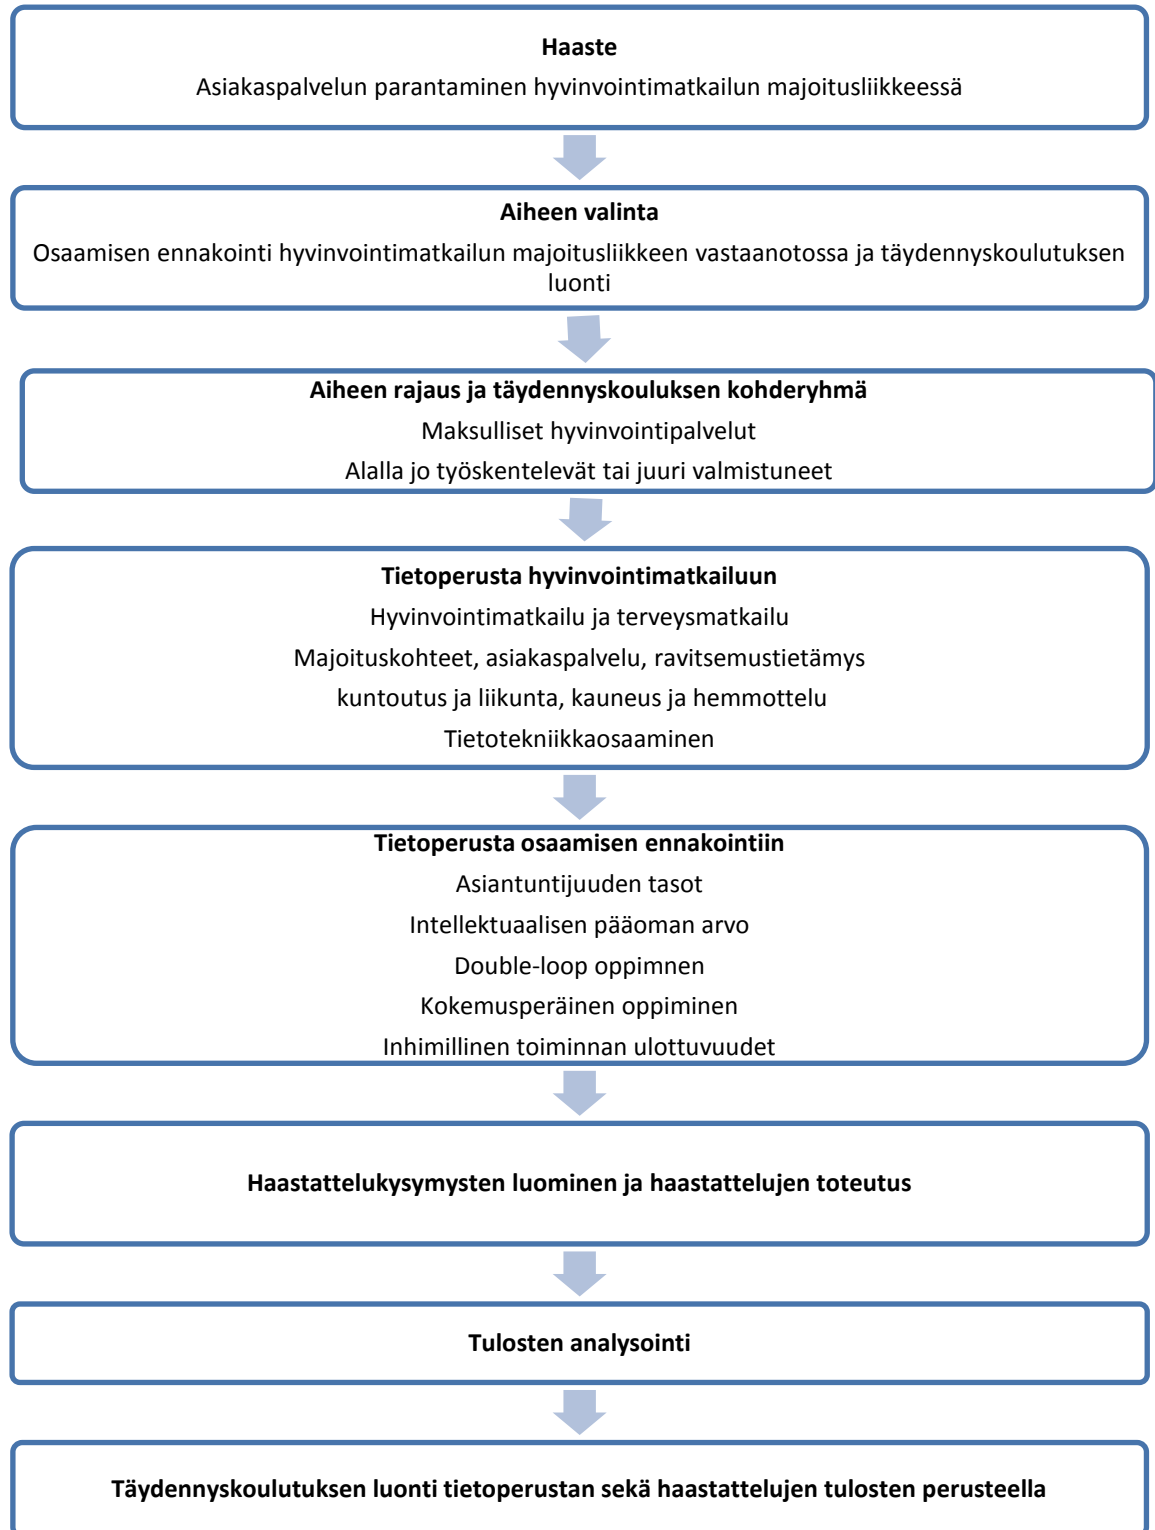 Haaste
Asiakaspalvelun parantaminen hyvinvointimatkailun majoitusliikkeessä
Aiheen valinta
Osaamisen ennakointi hyvinvointimatkailun majoitusliikkeen vastaanotossa ja täydennyskoulutuksen
luonti
Aiheen rajaus ja täydennyskouluksen kohderyhmä
Maksulliset hyvinvointipalvelut
Alalla jo työskentelevät tai juuri valmistuneet
Tietoperusta hyvinvointimatkailuun
Hyvinvointimatkailu ja terveysmatkailu
Majoituskohteet, asiakaspalvelu, ravitsemustietämys
kuntoutus ja liikunta, kauneus ja hemmottelu
Tietotekniikkaosaaminen
Tietoperusta osaamisen ennakointiin
Asiantuntijuuden tasot
Intellektuaalisen pääoman arvo
Double-loop oppimnen
Kokemusperäinen oppiminen
Inhimillinen toiminnan ulottuvuudet
Haastattelukysymysten luominen ja haastattelujen toteutus
Tulosten analysointi
Täydennyskoulutuksen luonti tietoperustan sekä haastattelujen tulosten perusteella